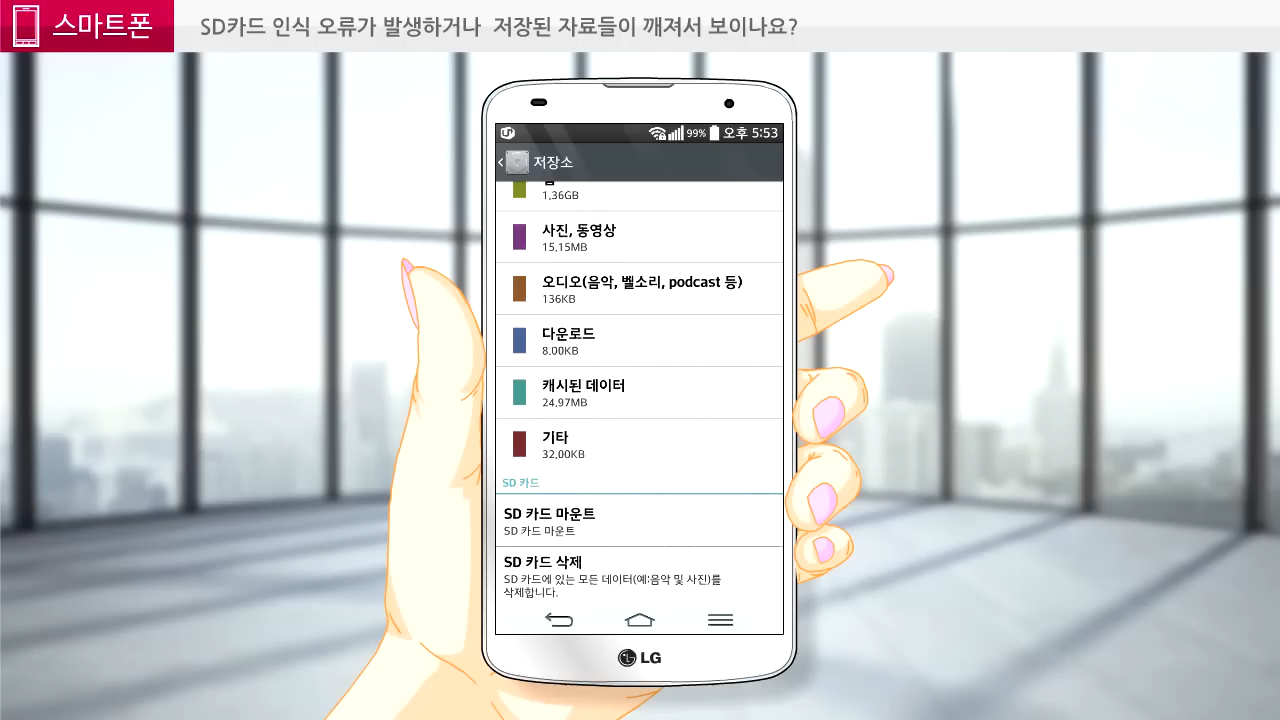 스마트폰
SD카드 인식 오류가 발생하거나 저장된 자료들이 깨져서 보이나요?
U+ 99% 오후 5:53
저장소
1.36GB
사진, 동영상
15.15MB
오디오(음악, 벨소리, podcast 등)
136KB
다운로드
8.00KB
캐시된 데이터
24.97MB
기타
32.00KB
SD 카드
SD 카드 마운트
SD 카드 마운트
SD 카드 삭제
SD 카드에 있는 모든 데이터(예:음악 및 사진)를
삭제합니다.
LG